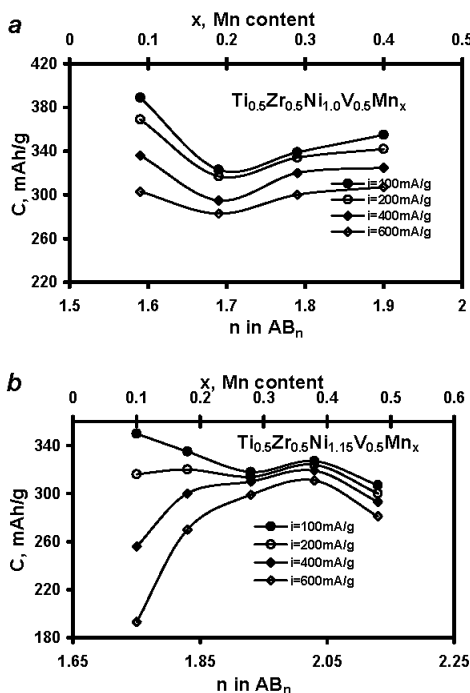 a
x, Mn content
0 0.1 0.2 0.3 0.4 0.5
420
380
340
300
260
220
C, mAh/g
Ti0.5Zr0.5Ni1.0V0.5Mnx
i=100mA/g
i=200mA/g
i=400mA/g
i=600mA/g
1.5 1.6 1.7 1.8 1.9 2
n in ABn
b
x, Mn content
0 0.1 0.2 0.3 0.4 0.5 0.6
340
300
260
220
180
C, mAh/g
Ti0.5Zr0.5Ni1.15V0.5Mnx
i=100mA/g
i=200mA/g
i=400mA/g
i=600mA/g
1.65 1.85 2.05 2.25
n in ABn